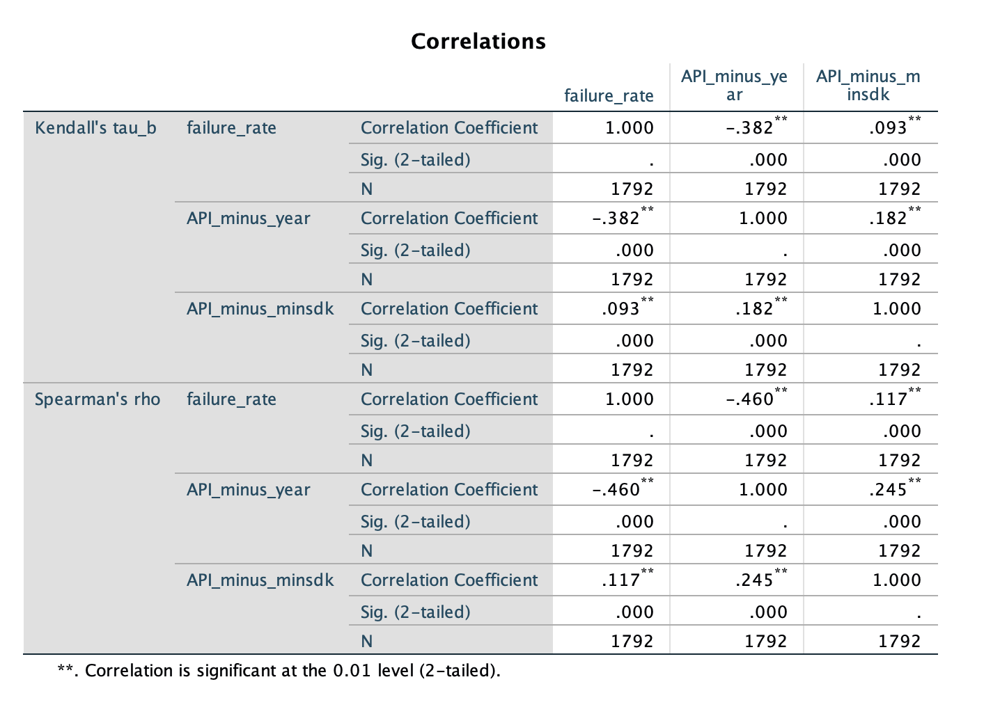 Correlations
failure_rate API_minus_ye API_minus_m
ar insdk
Kendall's tau_b failure_rate Correlation Coefficient 1.000 -.382** .093**
Sig. (2-tailed) . .000 .000
N 1792 1792 1792
API_minus_year Correlation Coefficient -.382** 1.000 .182**
Sig. (2-tailed) .000 . .000
N 1792 1792 1792
API_minus_minsdk Correlation Coefficient .093** .182** 1.000
Sig. (2-tailed) .000 .000 .
N 1792 1792 1792
Spearman's rho failure_rate Correlation Coefficient 1.000 -.460** .117**
Sig. (2-tailed) . .000 .000
N 1792 1792 1792
API_minus_year Correlation Coefficient -.460** 1.000 .245**
Sig. (2-tailed) .000 . .000
N 1792 1792 1792
API_minus_minsdk Correlation Coefficient .117** .245** 1.000
Sig. (2-tailed) .000 .000 .
N 1792 1792 1792
**. Correlation is significant at the 0.01 level (2-tailed).